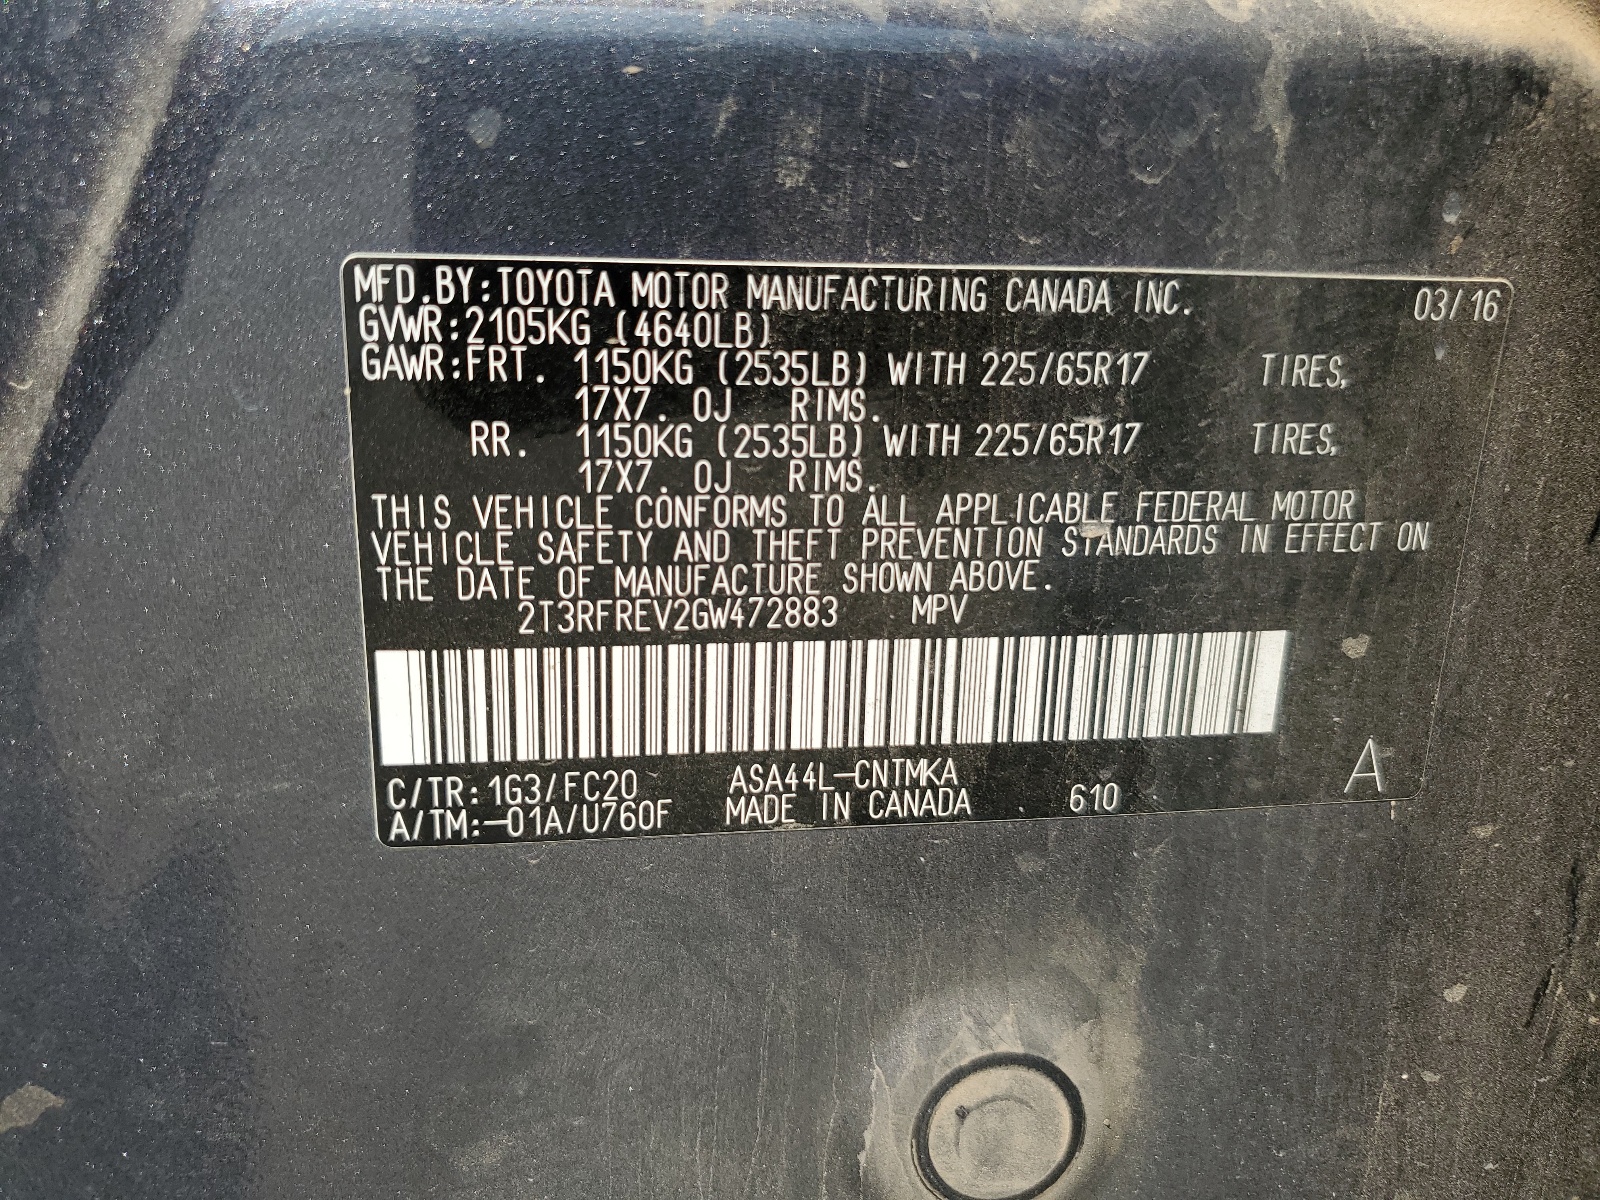 MFD.BY:TOYOTA MOTOR MANUFACTURING CANADA INC. 03/16
GVWR:2105KG (4640LB)
GAWR:FRT. 1150KG (2535LB) WITH 225/65R17 TIRES,
17X7.0J RIMS.
RR. 1150KG (2535LB) WITH 225/65R17 TIRES,
17X7.0J RIMS.
THIS VEHICLE CONFORMS TO ALL APPLICABLE FEDERAL MOTOR
VEHICLE SAFETY AND THEFT PREVENTION STANDARDS IN EFFECT ON
THE DATE OF MANUFACTURE SHOWN ABOVE.
2T3RFREV2GW472883 MPV
C/TR:1G3/FC20 ASA44L-CNTMKA A
A/TM:-01A/U760F MADE IN CANADA 610